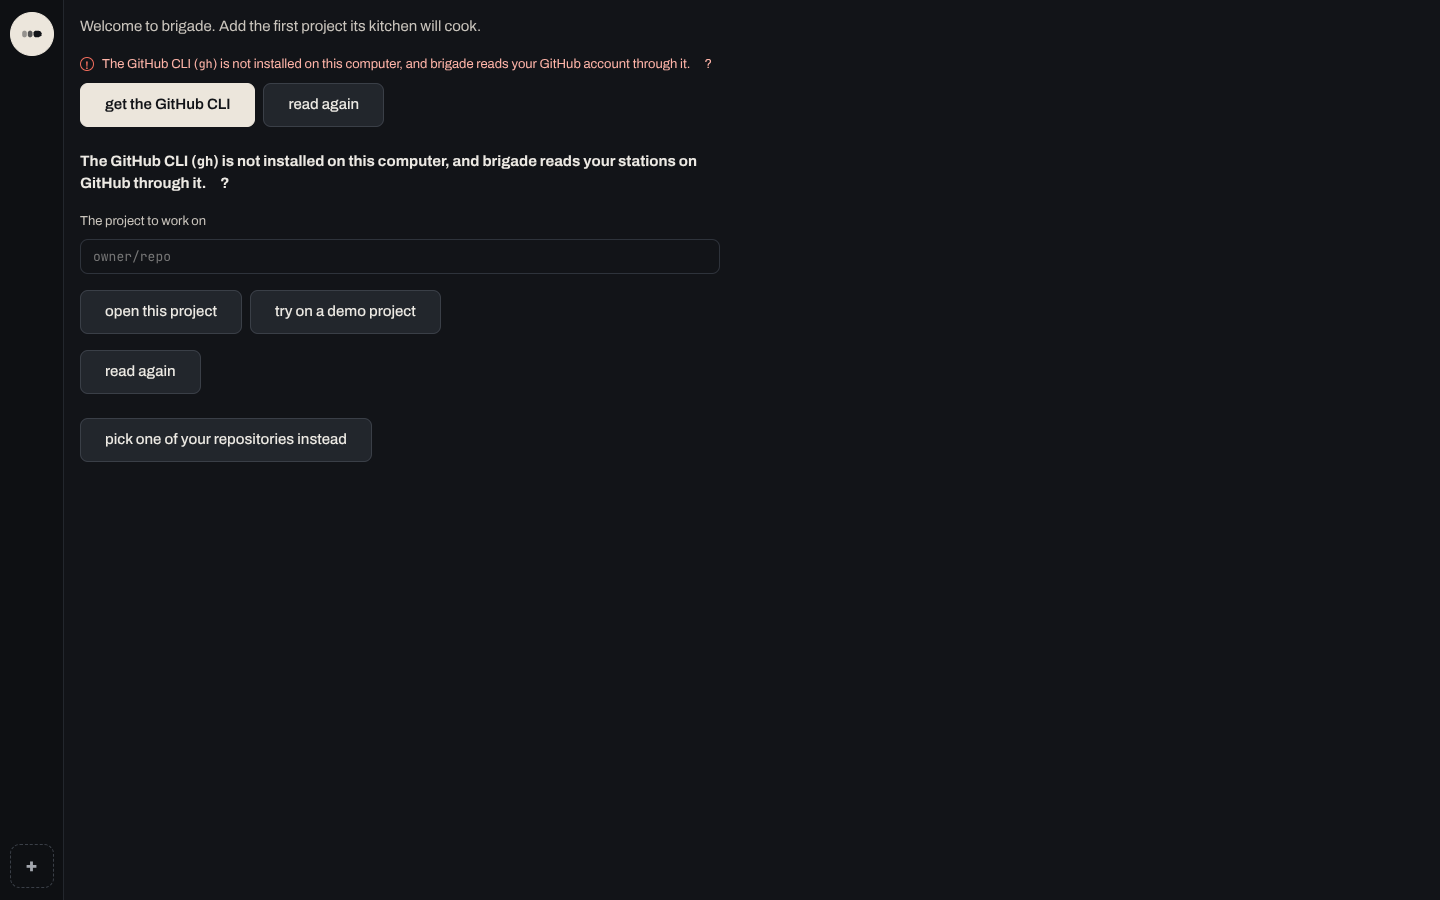 Welcome to brigade. Add the first project its kitchen will cook.
The GitHub CLI (gh) is not installed on this computer, and brigade reads your GitHub account through it. ?
get the GitHub CLI read again
The GitHub CLI (gh) is not installed on this computer, and brigade reads your stations on
GitHub through it. ?
The project to work on
owner/repo
open this project try on a demo project
read again
pick one of your repositories instead
+